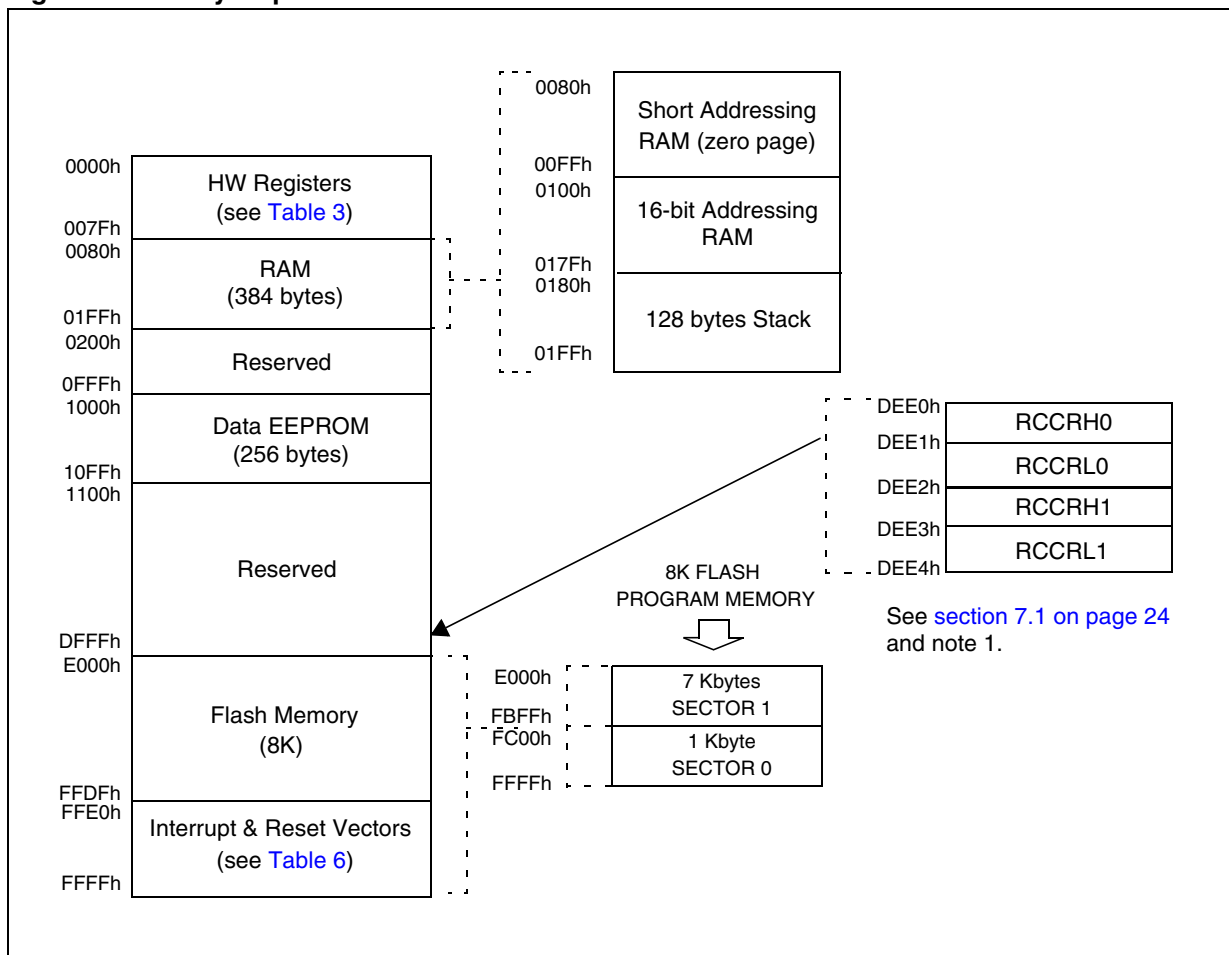 0000h
HW Registers
(see Table 3)
007Fh
0080h
RAM
(384 bytes)
01FFh
0200h
Reserved
0FFFh
1000h
Data EEPROM
(256 bytes)
10FFh
1100h
Reserved
DFFFh
E000h
Flash Memory
(8K)
FFDFh
FFE0h
Interrupt & Reset Vectors
(see Table 6)
FFFFh
0080h
Short Addressing
RAM (zero page)
00FFh
0100h
16-bit Addressing
RAM
017Fh
0180h
128 bytes Stack
01FFh
8K FLASH
PROGRAM MEMORY
E000h
7 Kbytes
SECTOR 1
FBFFh
FC00h
1 Kbyte
SECTOR 0
FFFFh
DEE0h
RCCRH0
DEE1h
RCCRL0
DEE2h
RCCRH1
DEE3h
RCCRL1
DEE4h
See section 7.1 on page 24
and note 1.